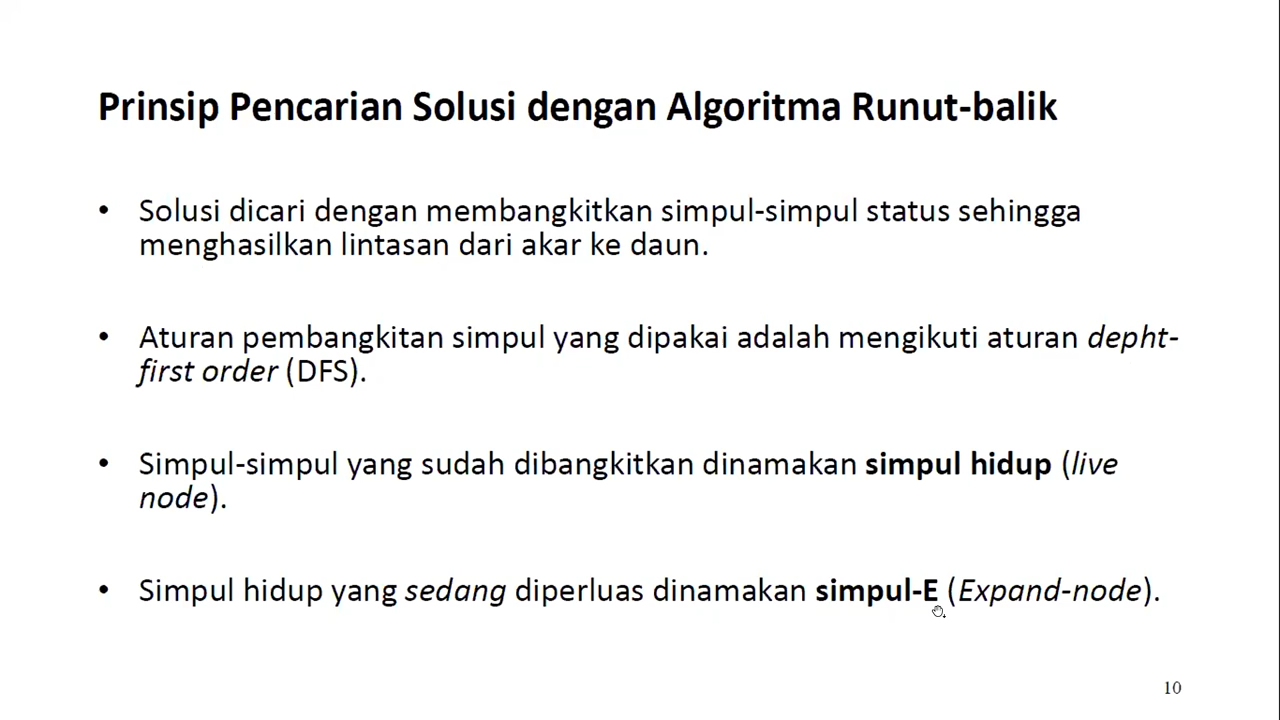 Prinsip Pencarian Solusi dengan Algoritma Runut-balik
• Solusi dicari dengan membangkitkan simpul-simpul status sehingga
menghasilkan lintasan dari akar ke daun.
• Aturan pembangkitan simpul yang dipakai adalah mengikuti aturan depht-
first order (DFS).
• Simpul-simpul yang sudah dibangkitkan dinamakan simpul hidup (live
node).
• Simpul hidup yang sedang diperluas dinamakan simpul-E (Expand-node).
10